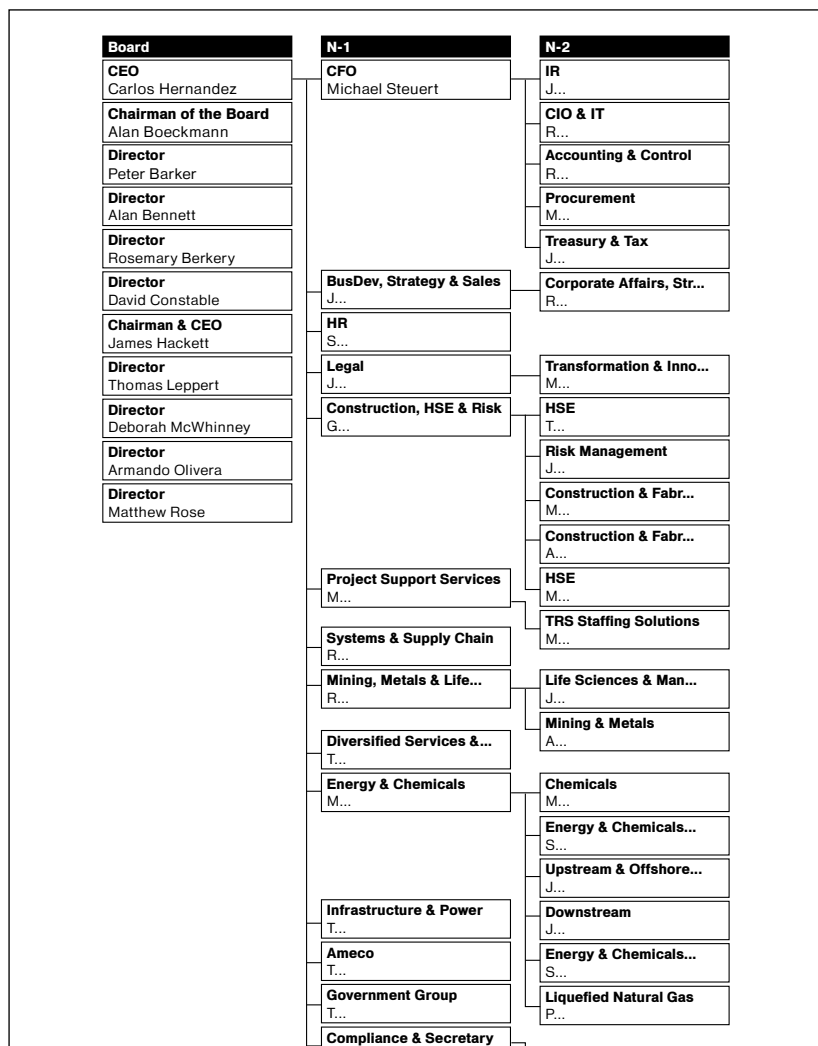 Board
CEO
Carlos Hernandez
Chairman of the Board
Alan Boeckmann
Director
Peter Barker
Director
Alan Bennett
Director
Rosemary Berkery
Director
David Constable
Chairman & CEO
James Hackett
Director
Thomas Leppert
Director
Deborah McWhinney
Director
Armando Olivera
Director
Matthew Rose
N-1
CFO
Michael Steuert
BusDev, Strategy & Sales
J...
HR
S...
Legal
J...
Construction, HSE & Risk
G...
Project Support Services
M...
Systems & Supply Chain
R...
Mining, Metals & Life...
R...
Diversified Services &...
T...
Energy & Chemicals
M...
Infrastructure & Power
T...
Ameco
T...
Government Group
T...
Compliance & Secretary
N-2
IR
J...
CIO & IT
R...
Accounting & Control
R...
Procurement
M...
Treasury & Tax
J...
Corporate Affairs, Str...
R...
Transformation & Inno...
M...
HSE
T...
Risk Management
J...
Construction & Fabr...
M...
Construction & Fabr...
A...
HSE
M...
TRS Staffing Solutions
M...
Life Sciences & Man...
J...
Mining & Metals
A...
Chemicals
M...
Energy & Chemicals...
S...
Upstream & Offshore...
J...
Downstream
J...
Energy & Chemicals...
S...
Liquefied Natural Gas
P...